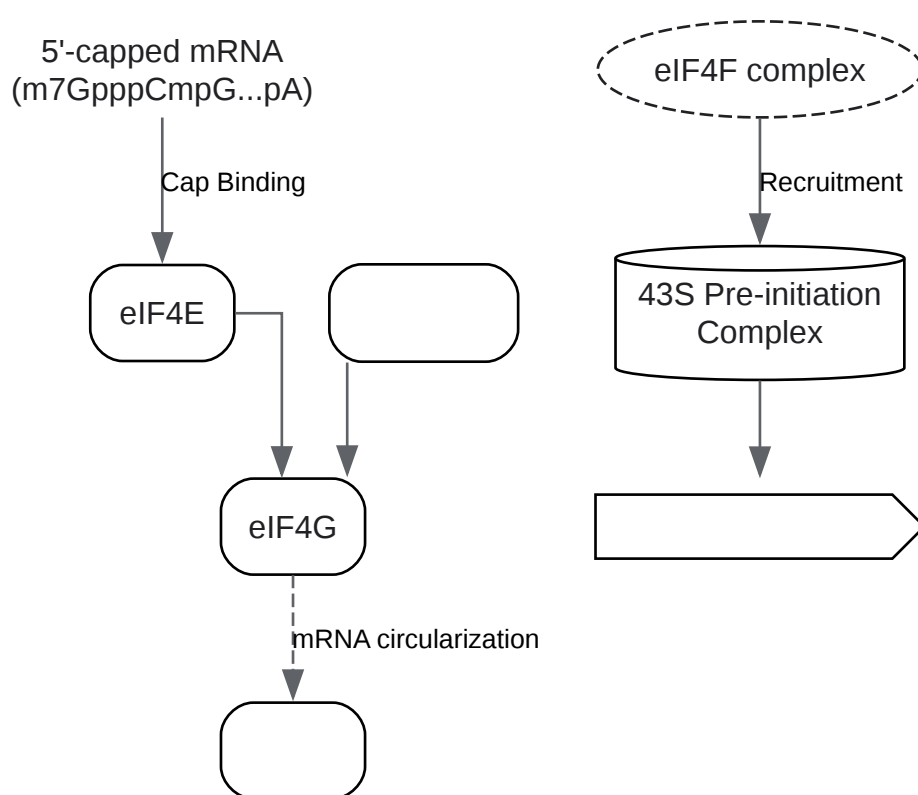 5'-capped mRNA
(m7GpppCmpG...pA)
eIF4F complex
Cap Binding
Recruitment
eIF4E
43S Pre-initiation
Complex
eIF4G
mRNA circularization